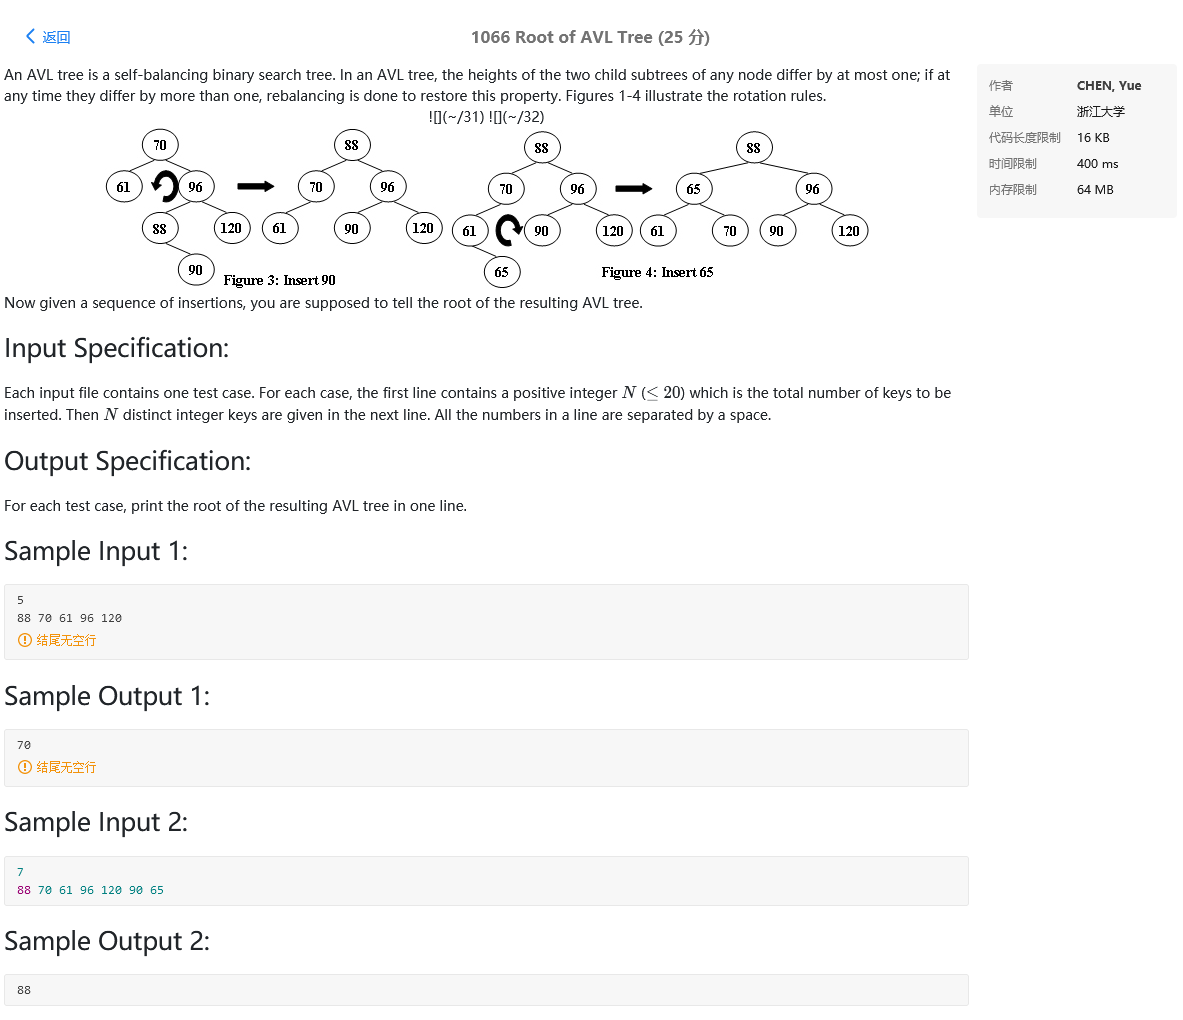 返回
1066 Root of AVL Tree (25 分)
An AVL tree is a self-balancing binary search tree. In an AVL tree, the heights of the two child subtrees of any node differ by at most one; if at
any time they differ by more than one, rebalancing is done to restore this property. Figures 1-4 illustrate the rotation rules.
![](~/31) ![](~/32)
70
61
96
88
120
90
88
70
96
61
90
120
Figure 3: Insert 90
88
70
96
61
90
120
65
88
65
96
61
70
90
120
Figure 4: Insert 65
Now given a sequence of insertions, you are supposed to tell the root of the resulting AVL tree.
Input Specification:
Each input file contains one test case. For each case, the first line contains a positive integer N (≤ 20) which is the total number of keys to be
inserted. Then N distinct integer keys are given in the next line. All the numbers in a line are separated by a space.
Output Specification:
For each test case, print the root of the resulting AVL tree in one line.
Sample Input 1:
5
88 70 61 96 120
结尾无空行
Sample Output 1:
70
结尾无空行
Sample Input 2:
7
88 70 61 96 120 90 65
Sample Output 2:
88
作者 CHEN, Yue
单位 浙江大学
代码长度限制 16 KB
时间限制 400 ms
内存限制 64 MB